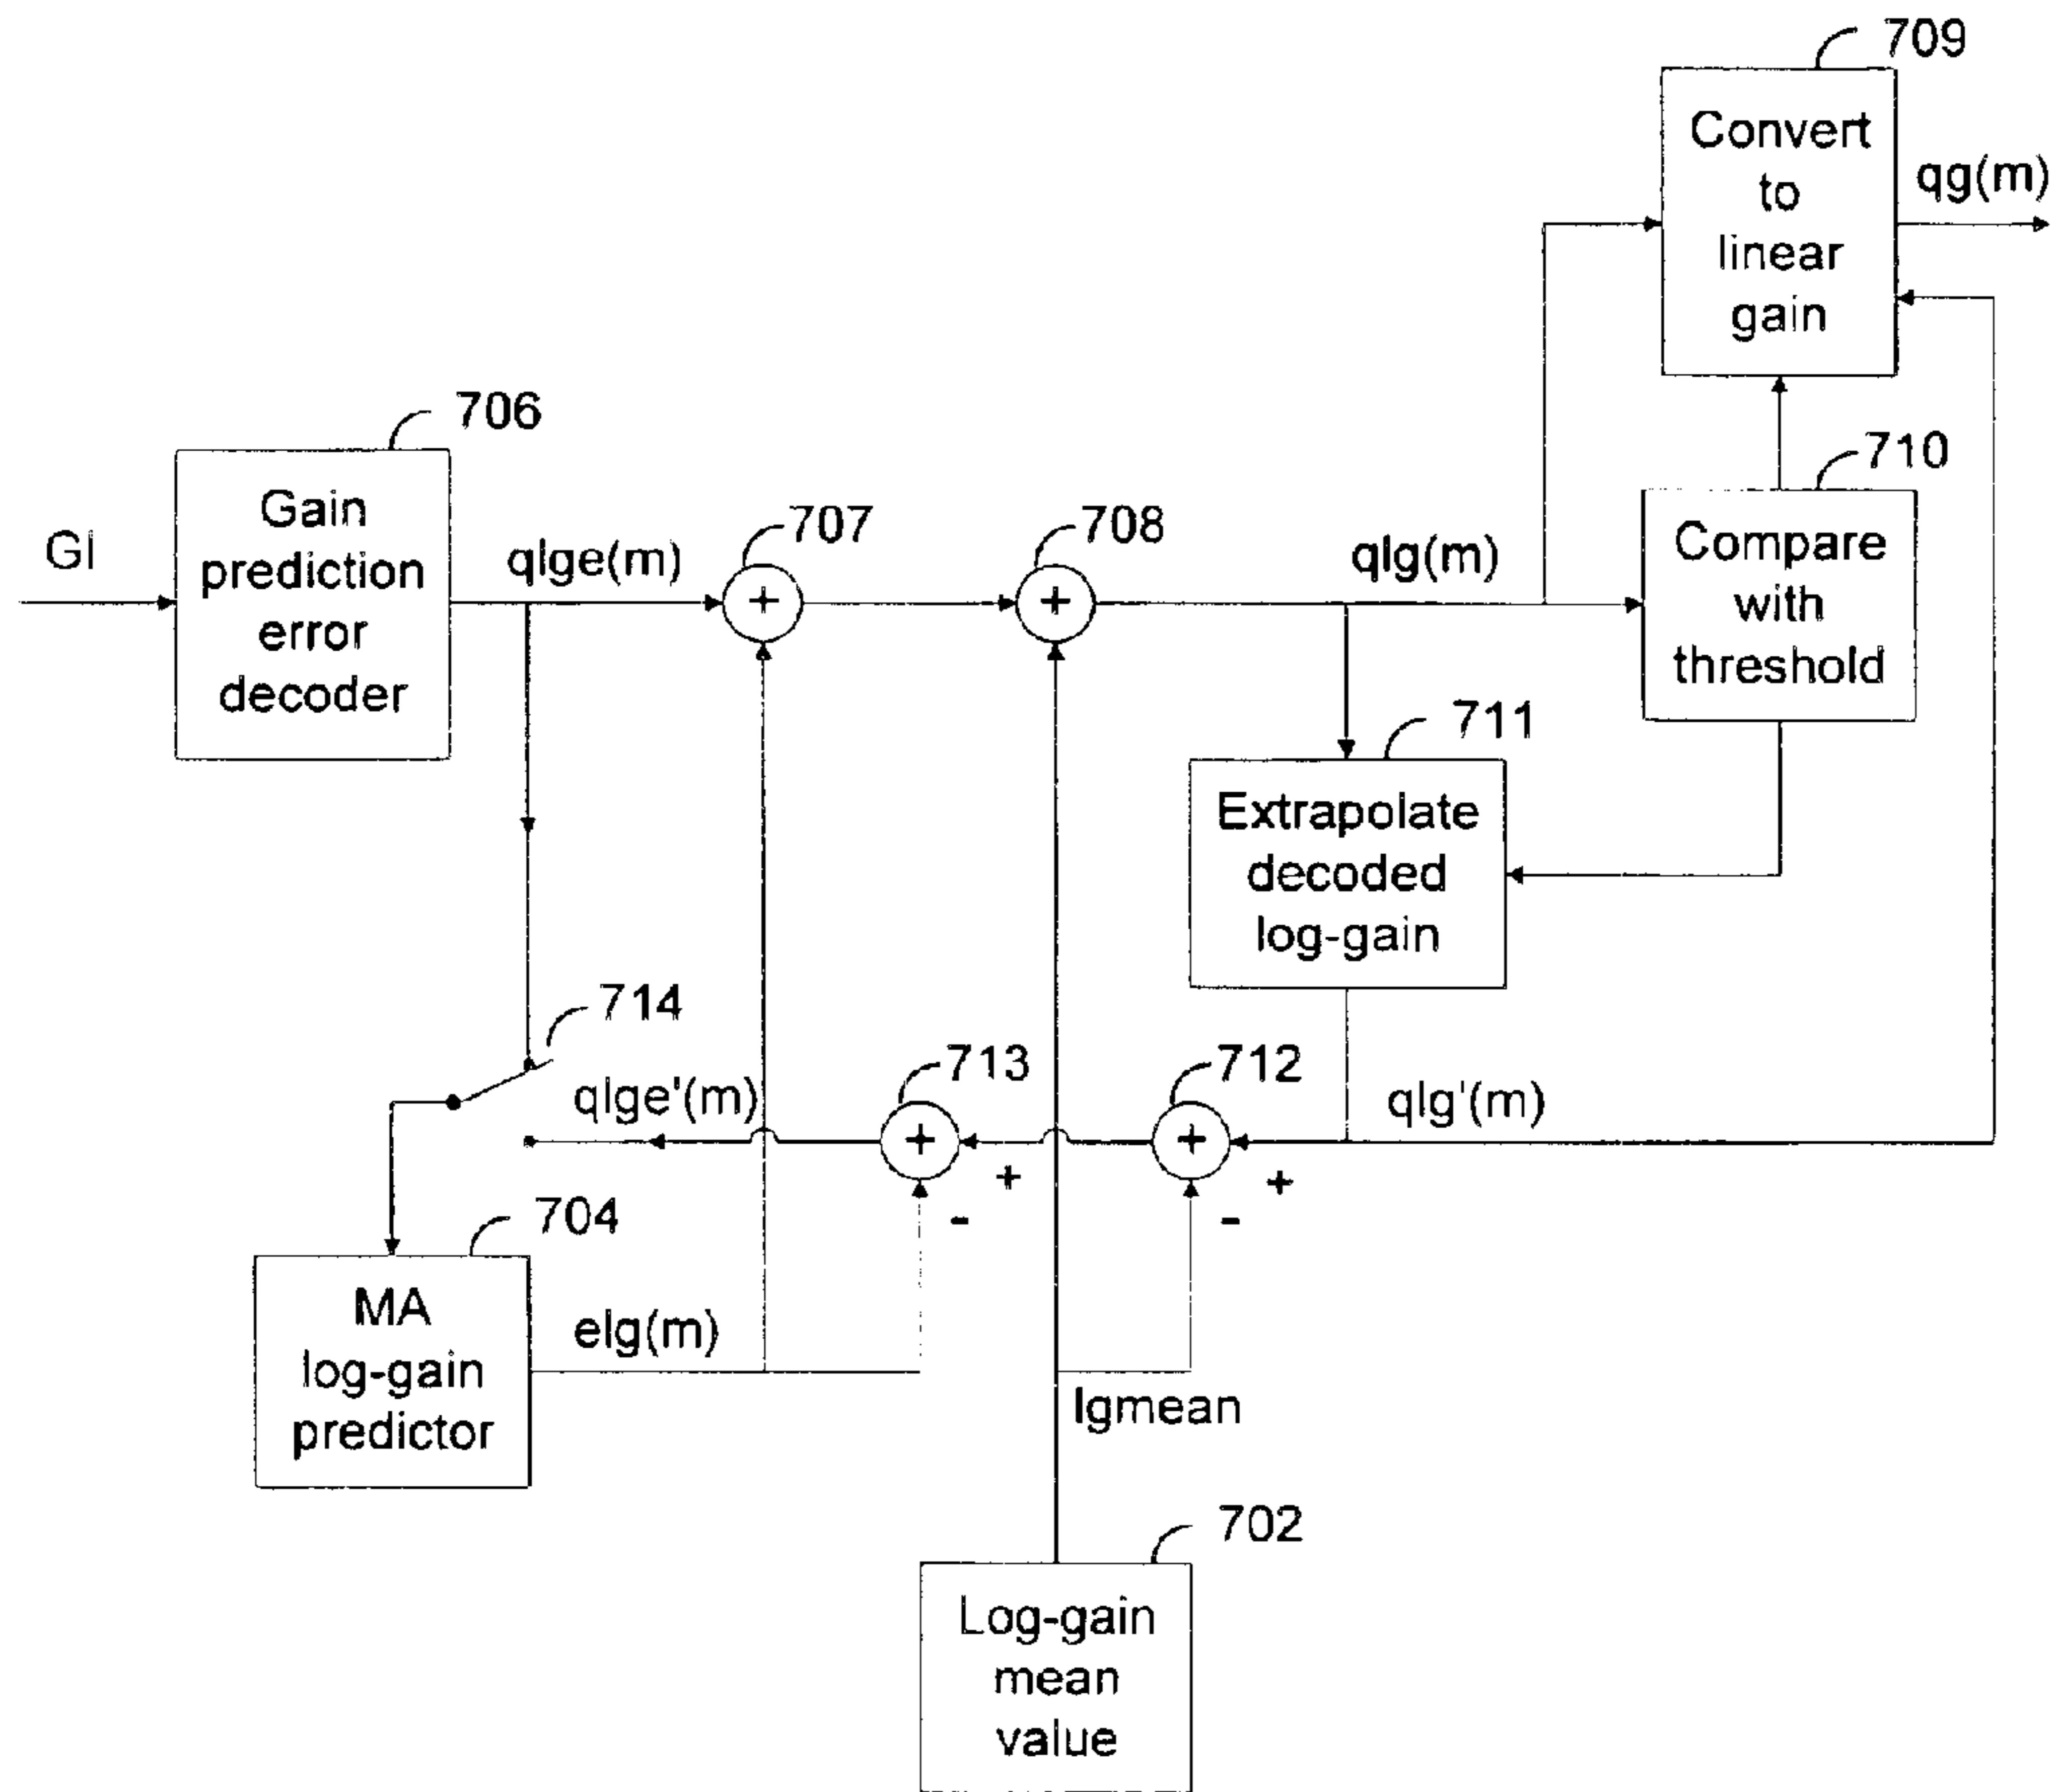 709
Convert
to
linear
gain
qg(m)
706
Gain
prediction
error
decoder
GI
qlge(m)
707
708
+
+
qlg(m)
710
Compare
with
threshold
711
Extrapolate
decoded
log-gain
714
qlge'(m)
713
+
+
-
712
+
+
-
qlg'(m)
704
MA
log-gain
predictor
elg(m)
lgmean
702
Log-gain
mean
value